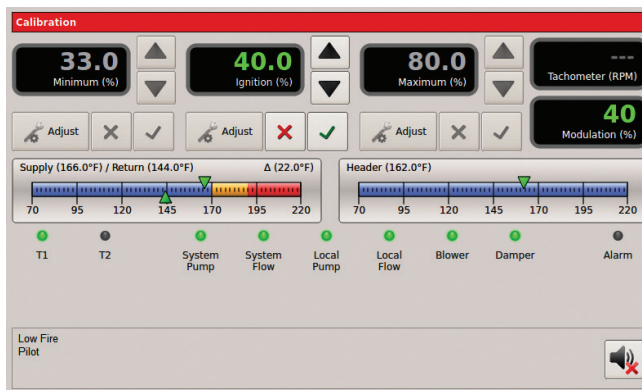 Calibration
33.0
Minimum (%)
40.0
Ignition (%)
80.0
Maximum (%)
---
Tachometer (RPM)
Adjust
Adjust
Adjust
40
Modulation (%)
Supply (166.0°F) / Return (144.0°F) Δ (22.0°F)
70 95 120 145 170 195 220
Header (162.0°F)
70 95 120 145 170 195 220
T1
T2
System Pump
System Flow
Local Pump
Local Flow
Blower
Damper
Alarm
Low Fire
Pilot